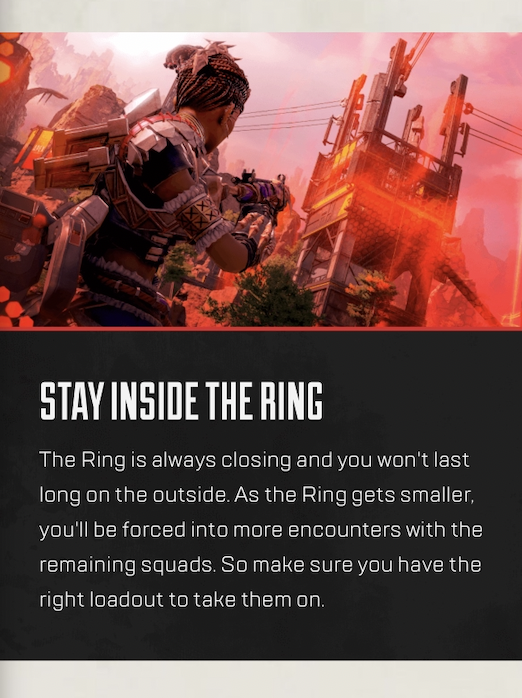 STAY INSIDE THE RING
The Ring is always closing and you won't last
long on the outside. As the Ring gets smaller,
you'll be forced into more encounters with the
remaining squads. So make sure you have the
right loadout to take them on.